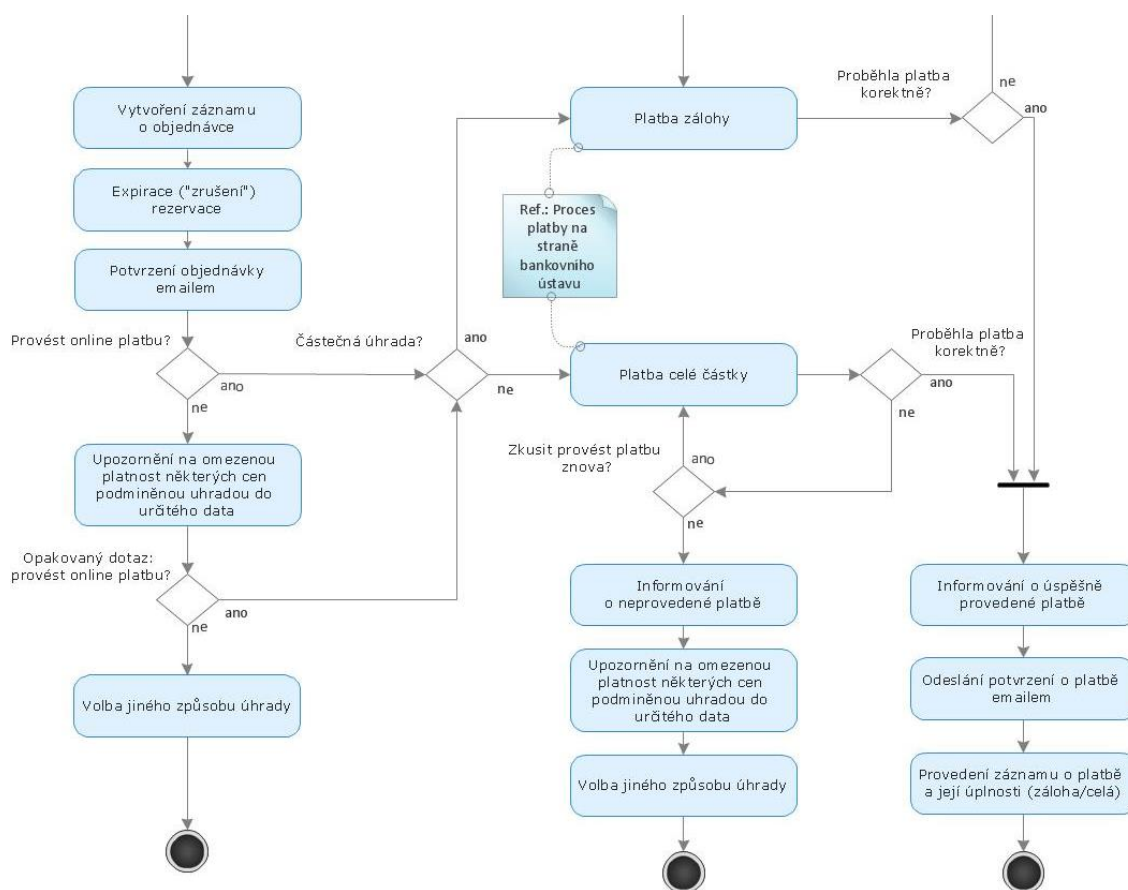 Vytvoření záznamu
o objednávce
Expirace ("zrušení")
rezervace
Potvrzení objednávky
emailem
Provést online platbu?
ano
ne
Upozornění na omezenou
platnost některých cen
podminěnou uhradou do
určitého data
Opakovaný dotaz:
provést online platbu?
ano
ne
Volba jiného způsobu úhrady
Částečná úhrada?
ano
ne
Platba zálohy
Proběhla platba
korektně?
ne
ano
Ref.: Proces
platby na
straně
bankovního
ústavu
Platba celé částky
Proběhla platba
korektně?
ano
ne
Zkusit provést platbu
znova?
ano
ne
Informování
o neprovedené platbě
Upozornění na omezenou
platnost některých cen
podminěnou uhradou do
určitého data
Volba jiného způsobu úhrady
Informování o úspěšně
provedené platbě
Odeslání potvrzení o platbě
emailem
Provedení záznamu o platbě
a její úplnosti (záloha/celá)